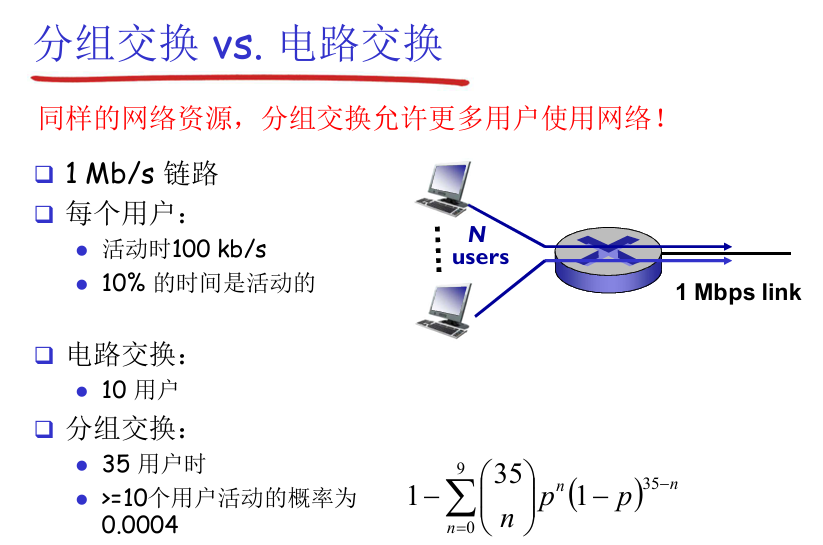 分组交换 vs. 电路交换
同样的网络资源，分组交换允许更多用户使用网络！
1 Mb/s 链路
每个用户：
活动时100 kb/s
10% 的时间是活动的
N
users
1 Mbps link
电路交换：
10 用户
分组交换：
35 用户时
>=10个用户活动的概率为
0.0004
1 − ∑_{n=0}^{9} (35 n) p^n (1 − p)^{35−n}